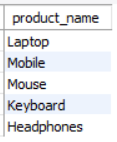 product_name
Laptop
Mobile
Mouse
Keyboard
Headphones